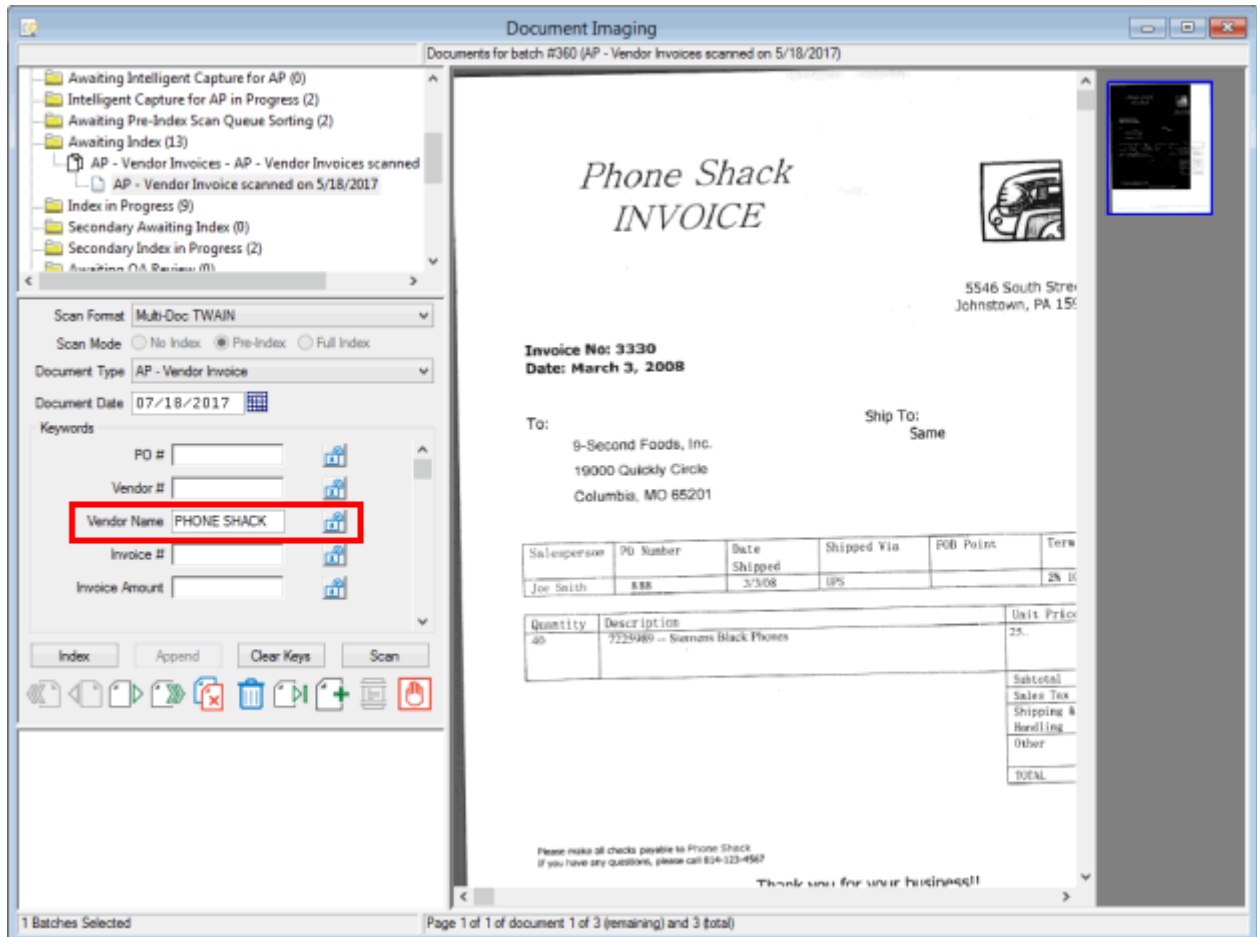 Document Imaging
Documents for batch #360 (AP - Vendor Invoices scanned on 5/18/2017)
Awaiting Intelligent Capture for AP (0)
Intelligent Capture for AP in Progress (2)
Awaiting Pre-Index Scan Queue Sorting (2)
Awaiting Index (13)
AP - Vendor Invoices - AP - Vendor Invoices scanned
AP - Vendor Invoice scanned on 5/18/2017
Index in Progress (9)
Secondary Awaiting Index (0)
Secondary Index in Progress (2)
Awaiting QA Review (0)
Scan Format Multi-Doc TWAIN
Scan Mode No Index Pre-Index Full Index
Document Type AP - Vendor Invoice
Document Date 07/18/2017
Keywords
PO #
Vendor #
Vendor Name PHONE SHACK
Invoice #
Invoice Amount
Index Append Clear Keys Scan
1 Batches Selected
Phone Shack
INVOICE
5546 South Stre
Johnstown, PA 159
Invoice No: 3330
Date: March 3, 2008
To:
9-Second Foods, Inc.
19000 Quickly Circle
Columbia, MO 65201
Ship To:
Same
Salesperson PO Number Date Shipped Shipped Via FOB Point Term
Joe Smith 888 3/3/08 UPS 2% 10
Quantity Description Unit Price
40 7225989 -- Siemens Black Phones 25..
Subtotal
Sales Tax
Shipping &
Handling
Other
TOTAL
Please make all checks payable to Phone Shack
If you have any questions, please call 814-123-4567
Thank you for your business!!
Page 1 of 1 of document 1 of 3 (remaining) and 3 (total)